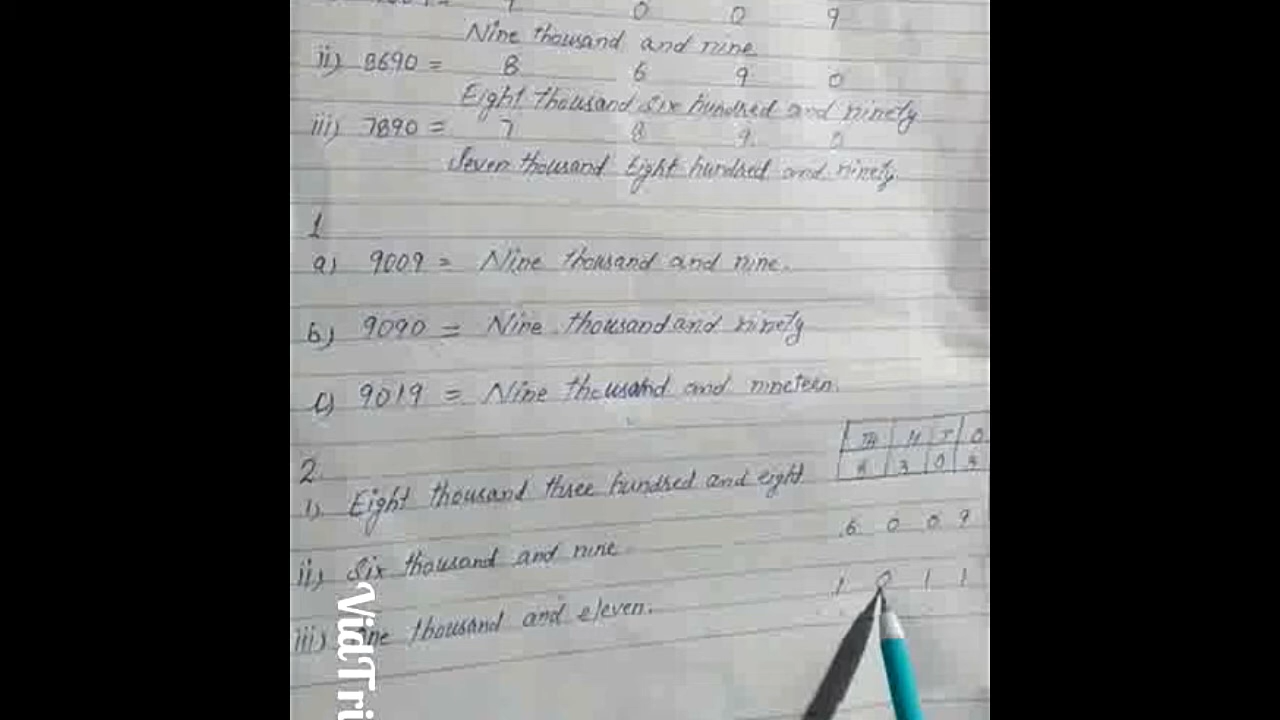 9 0 0 9
Nine thousand and nine
ii) 8690 = 8 6 9 0
Eight thousand six hundred and ninety
iii) 7890 = 7 8 9 0
Seven thousand Eight hundred and ninety.
1
a) 9009 = Nine thousand and nine.
b) 9090 = Nine thousand and ninety
c) 9019 = Nine thousand and nineteen.
TH H T O
8 3 0 8
2
i) Eight thousand three hundred and eight
6 0 0 9
ii) Six thousand and nine
1 0 1 1
iii) One thousand and eleven.
VidTri